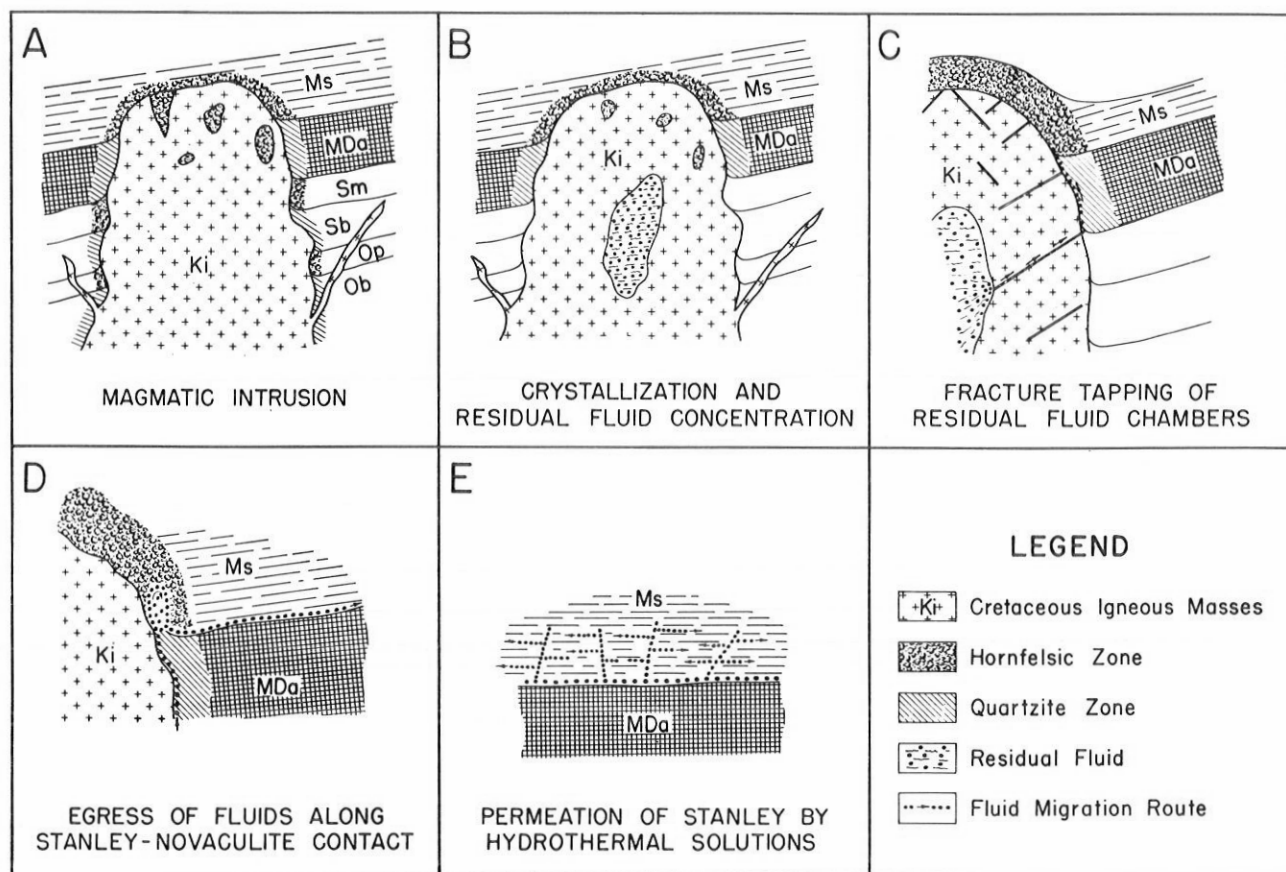 A
Ms
MDa
Sm
Sb
Op
Ob
Ki
MAGMATIC INTRUSION
B
Ms
MDa
Ki
CRYSTALLIZATION AND
RESIDUAL FLUID CONCENTRATION
C
Ms
MDa
Ki
FRACTURE TAPPING OF
RESIDUAL FLUID CHAMBERS
D
Ms
Ki
MDa
EGRESS OF FLUIDS ALONG
STANLEY-NOVACULITE CONTACT
E
Ms
MDa
PERMEATION OF STANLEY BY
HYDROTHERMAL SOLUTIONS
LEGEND
Ki Cretaceous Igneous Masses
Hornfelsic Zone
Quartzite Zone
Residual Fluid
Fluid Migration Route